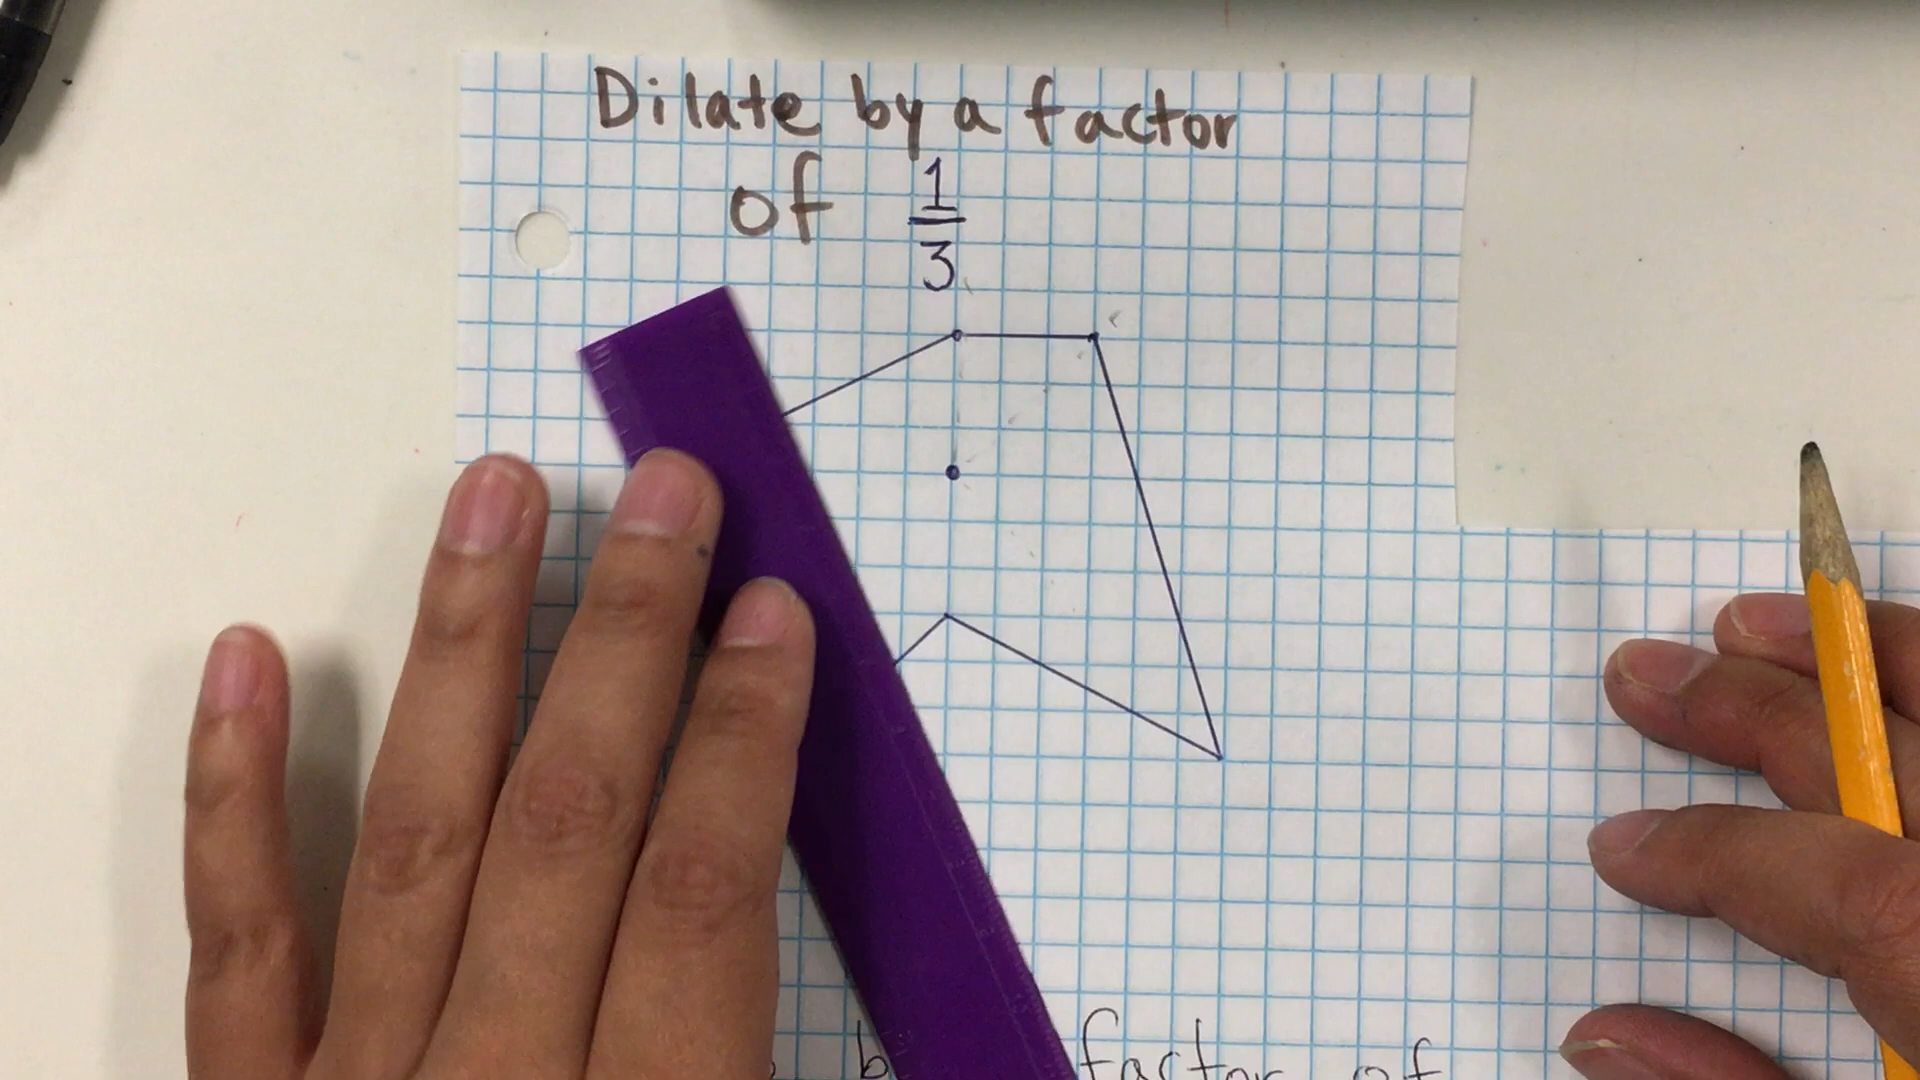 Dilate by a factor
of 1/3
factor of